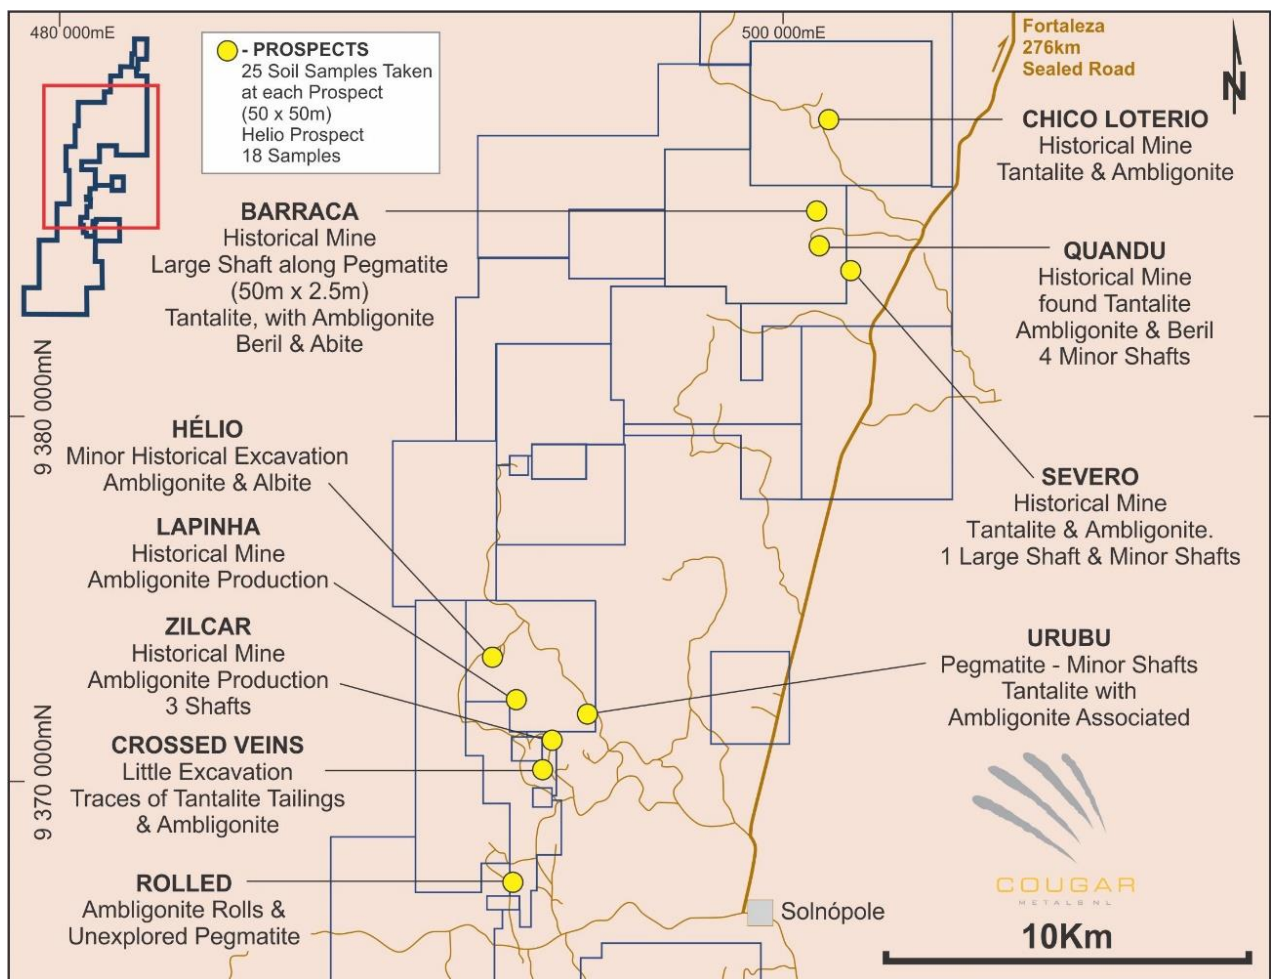 480 000mE
500 000mE
- PROSPECTS
25 Soil Samples Taken
at each Prospect
(50 x 50m)
Helio Prospect
18 Samples
Fortaleza
276km
Sealed Road
N
CHICO LOTERIO
Historical Mine
Tantalite & Ambligonite
BARRACA
Historical Mine
Large Shaft along Pegmatite
(50m x 2.5m)
Tantalite, with Ambligonite
Beril & Abite
QUANDU
Historical Mine
found Tantalite
Ambligonite & Beril
4 Minor Shafts
9 380 000mN
HÉLIO
Minor Historical Excavation
Ambligonite & Albite
SEVERO
Historical Mine
Tantalite & Ambligonite.
1 Large Shaft & Minor Shafts
LAPINHA
Historical Mine
Ambligonite Production
ZILCAR
Historical Mine
Ambligonite Production
3 Shafts
URUBU
Pegmatite - Minor Shafts
Tantalite with
Ambligonite Associated
9 370 000mN
CROSSED VEINS
Little Excavation
Traces of Tantalite Tailings
& Ambligonite
ROLLED
Ambligonite Rolls &
Unexplored Pegmatite
COUGAR
METALS NL
Solnópole
10Km